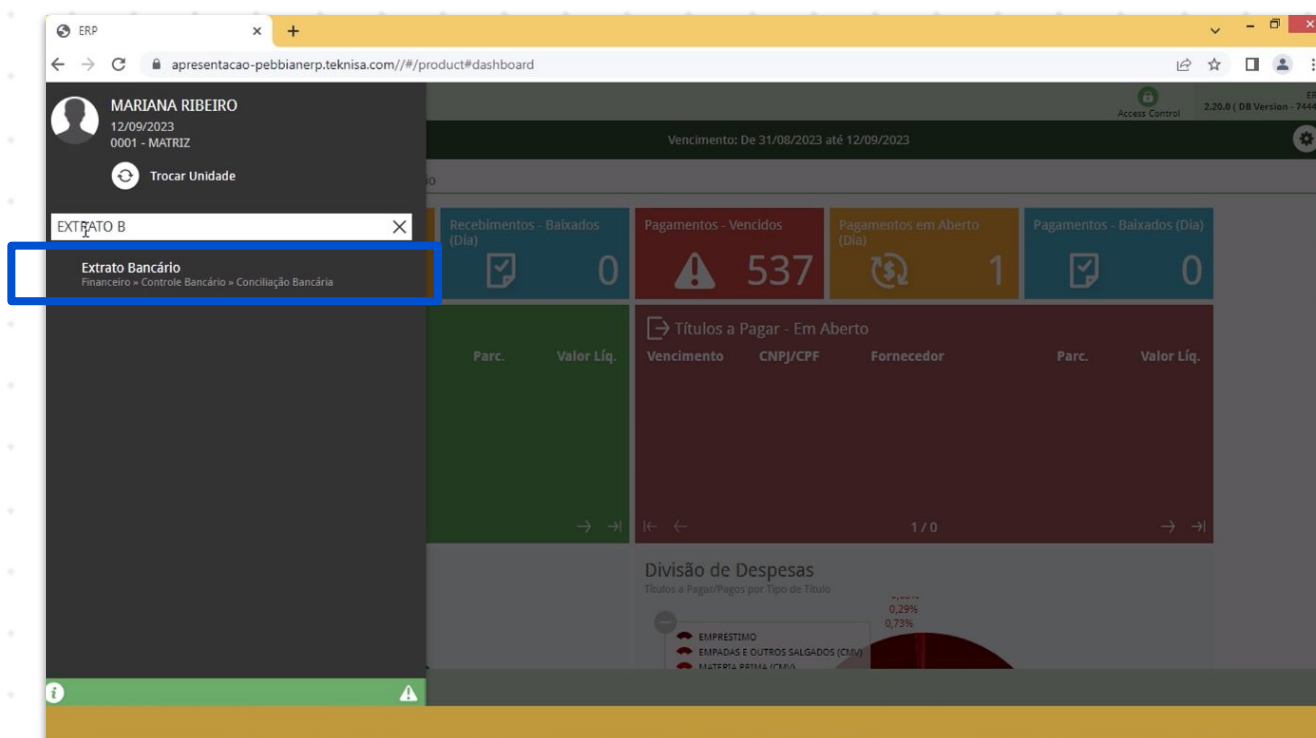 ERP
apresentacao-pebbianerp.teknisa.com//#/product#dashboard
MARIANA RIBEIRO
12/09/2023
0001 - MATRIZ
Trocar Unidade
Access Control
2.20.0 ( DB Version - 7444
Vencimento: De 31/08/2023 até 12/09/2023
EXTRATO B
Extrato Bancário
Financeiro » Controle Bancário » Conciliação Bancária
Recebimentos - Baixados
(Dia)
0
Pagamentos - Vencidos
537
Pagamentos em Aberto
(Dia)
1
Pagamentos - Baixados (Dia)
0
Parc. Valor Líq.
Títulos a Pagar - Em Aberto
Vencimento CNPJ/CPF Fornecedor Parc. Valor Líq.
1 / 0
Divisão de Despesas
Títulos a Pagar/Pagos por Tipo de Título
0,29%
0,73%
EMPRESTIMO
EMPADAS E OUTROS SALGADOS (CMV)
MATERIA PRIMA (CMV)